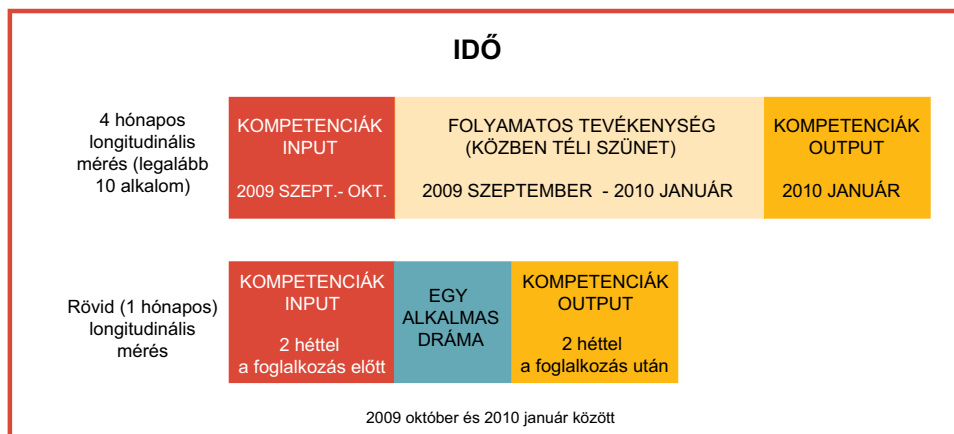 IDŐ
4 hónapos
longitudinális
mérés (legalább
10 alkalom)
KOMPETENCIÁK
INPUT
2009 SZEPT.- OKT.
FOLYAMATOS TEVÉKENYSÉG
(KÖZBEN TÉLI SZÜNET)
2009 SZEPTEMBER - 2010 JANUÁR
KOMPETENCIÁK
OUTPUT
2010 JANUÁR
Rövid (1 hónapos)
longitudinális
mérés
KOMPETENCIÁK
INPUT
2 héttel
a foglalkozás előtt
EGY
ALKALMAS
DRÁMA
KOMPETENCIÁK
OUTPUT
2 héttel
a foglalkozás után
2009 október és 2010 január között